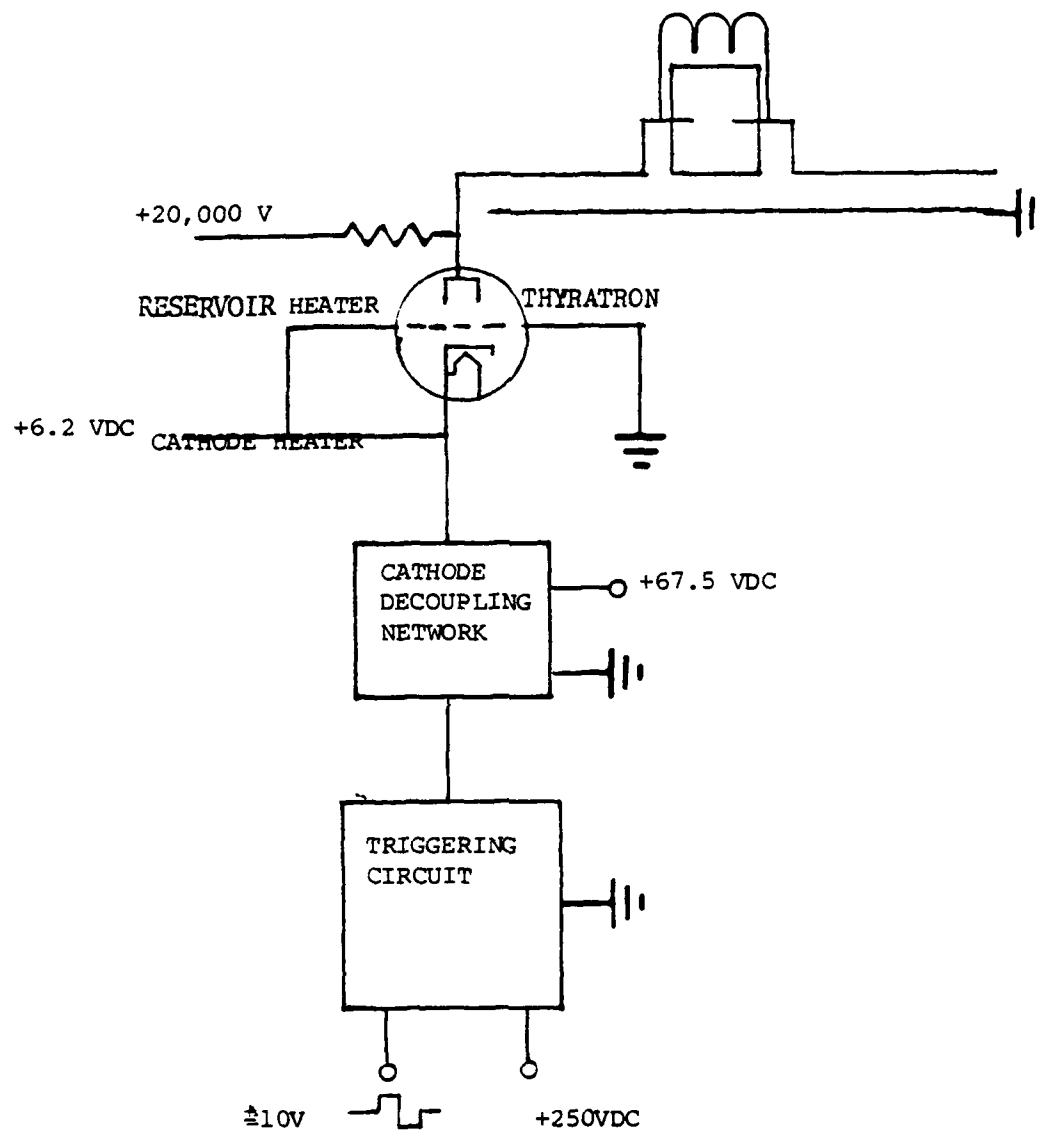 +20,000 V
RESERVOIR HEATER
THYRATRON
+6.2 VDC
CATHODE HEATER
CATHODE
DECOUPLING
NETWORK
+67.5 VDC
TRIGGERING
CIRCUIT
±10V
+250VDC